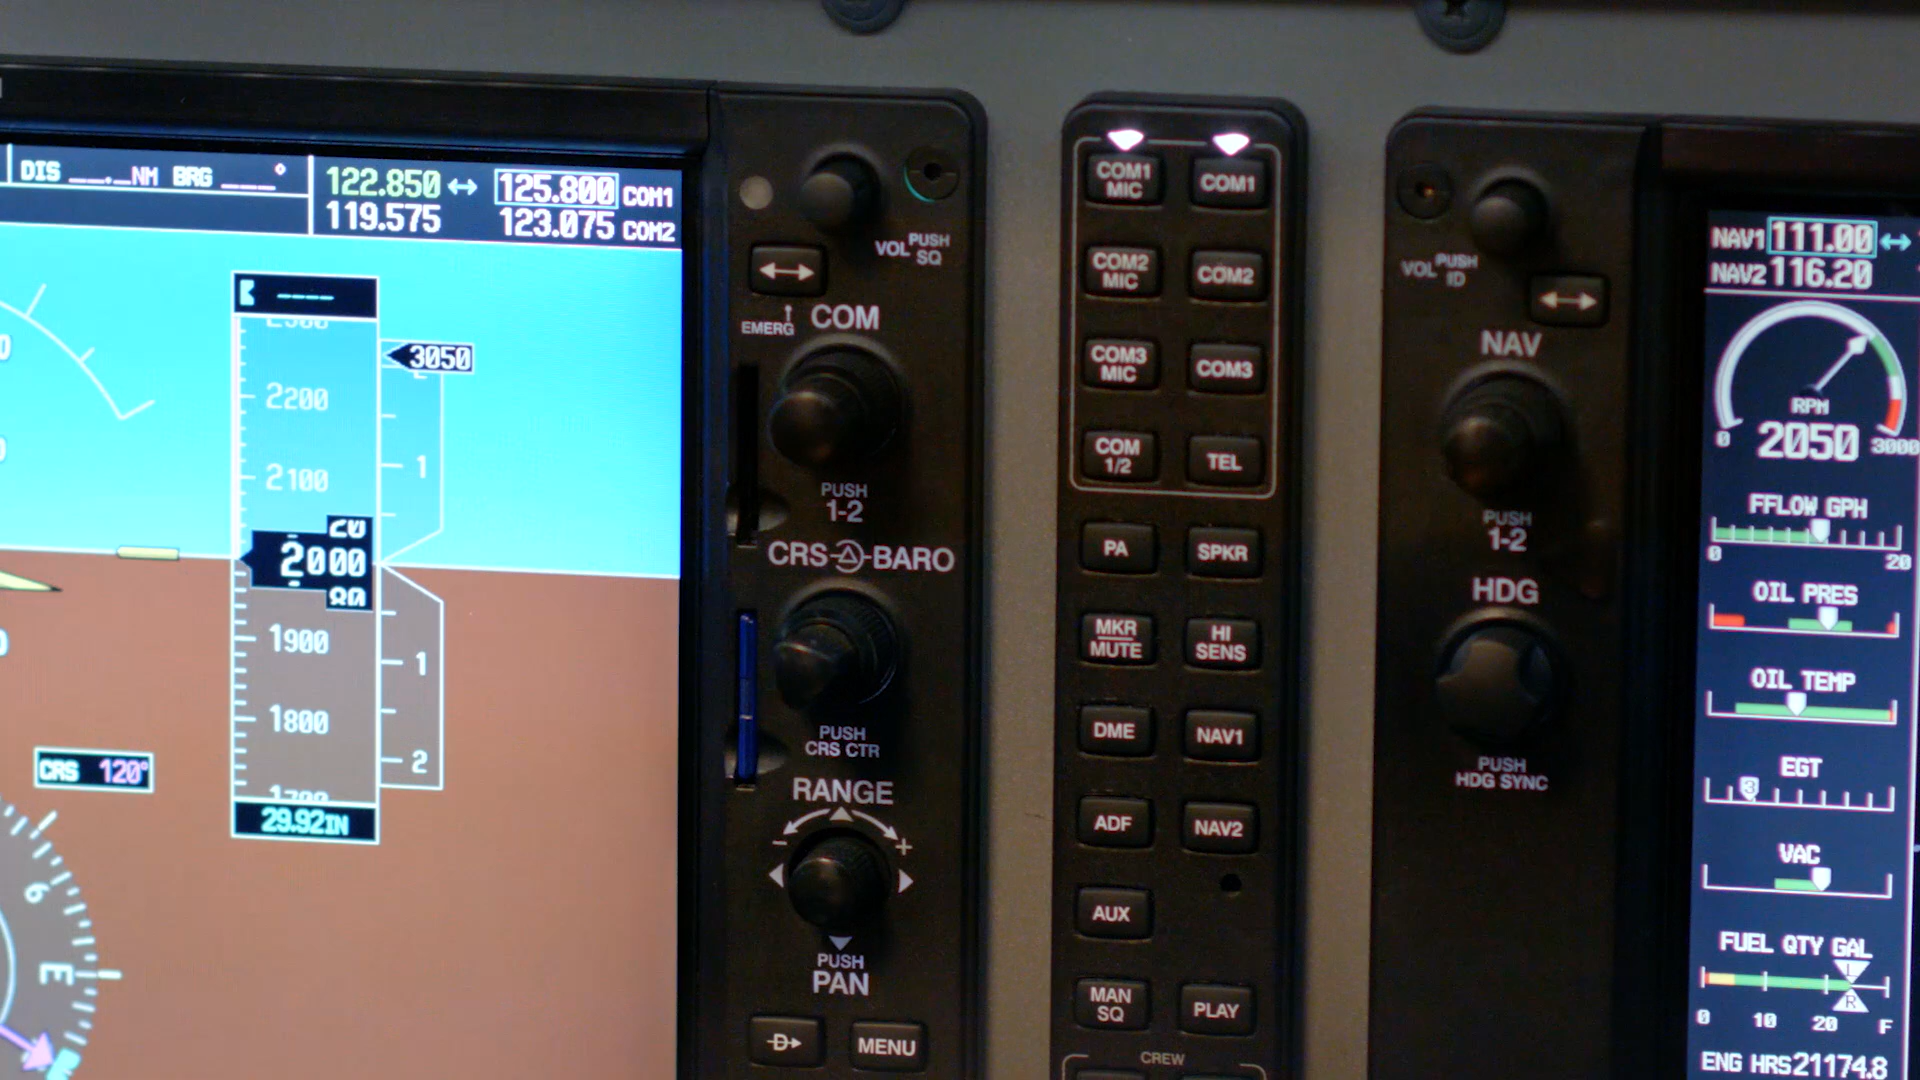 DIS ___._NM BRG ____°
122.850 ↔ 125.800 COM1
119.575 123.075 COM2
----
2300
3050
2200
2100
2000
1900
1800
1700
29.92IN
1
1
2
CRS 120°
6
E
VOL PUSH SQ
EMERG
COM
PUSH
1-2
CRS BARO
PUSH
CRS CTR
RANGE
- +
PUSH
PAN
D
MENU
COM1 MIC
COM1
COM2 MIC
COM2
COM3 MIC
COM3
COM 1/2
TEL
PA
SPKR
MKR MUTE
HI SENS
DME
NAV1
ADF
NAV2
AUX
MAN SQ
PLAY
CREW
VOL PUSH ID
NAV
PUSH
1-2
HDG
PUSH
HDG SYNC
NAV1 111.00 ↔
NAV2 116.20
RPM
0 2050 3000
FFLOW GPH
0 20
OIL PRES
OIL TEMP
EGT
3
VAC
FUEL QTY GAL
L
R
0 10 20 F
ENG HRS 21174.8